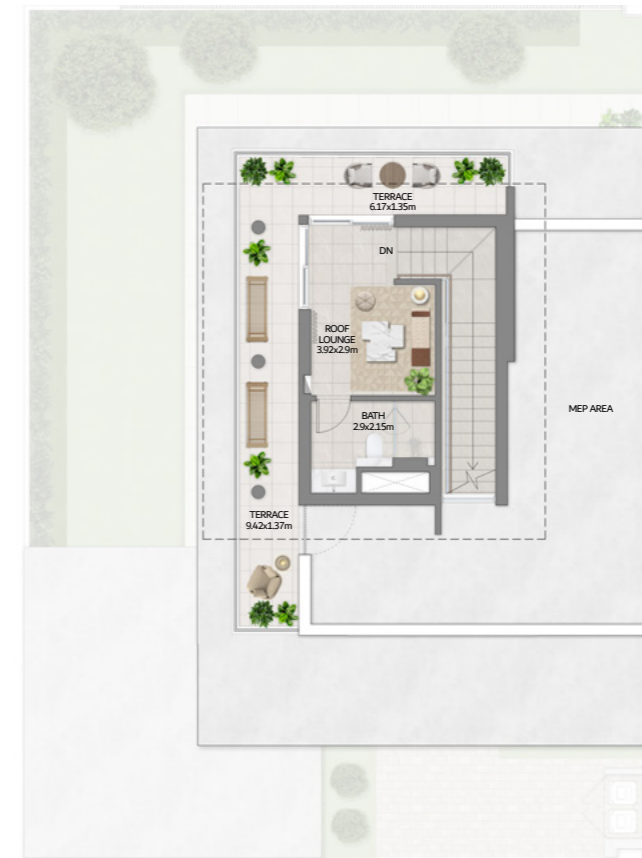 TERRACE
6.17x1.35m
DN
ROOF
LOUNGE
3.92x2.9m
MEP AREA
BATH
2.9x2.15m
TERRACE
9.42x1.37m